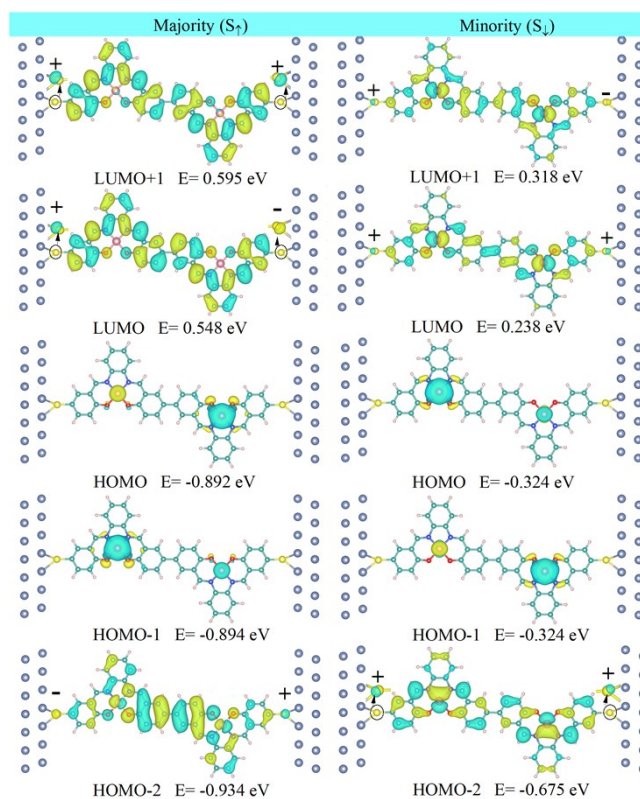 Majority (S↑) Minority (S↓)
+ + + -
LUMO+1 E= 0.595 eV LUMO+1 E= 0.318 eV
+ - + +
LUMO E= 0.548 eV LUMO E= 0.238 eV
HOMO E= -0.892 eV HOMO E= -0.324 eV
HOMO-1 E= -0.894 eV HOMO-1 E= -0.324 eV
- + + +
HOMO-2 E= -0.934 eV HOMO-2 E= -0.675 eV